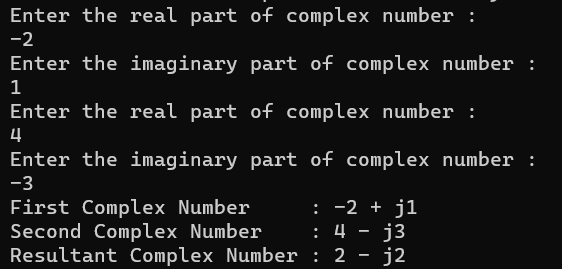 Enter the real part of complex number :
-2
Enter the imaginary part of complex number :
1
Enter the real part of complex number :
4
Enter the imaginary part of complex number :
-3
First Complex Number     : -2 + j1
Second Complex Number    : 4 - j3
Resultant Complex Number : 2 - j2